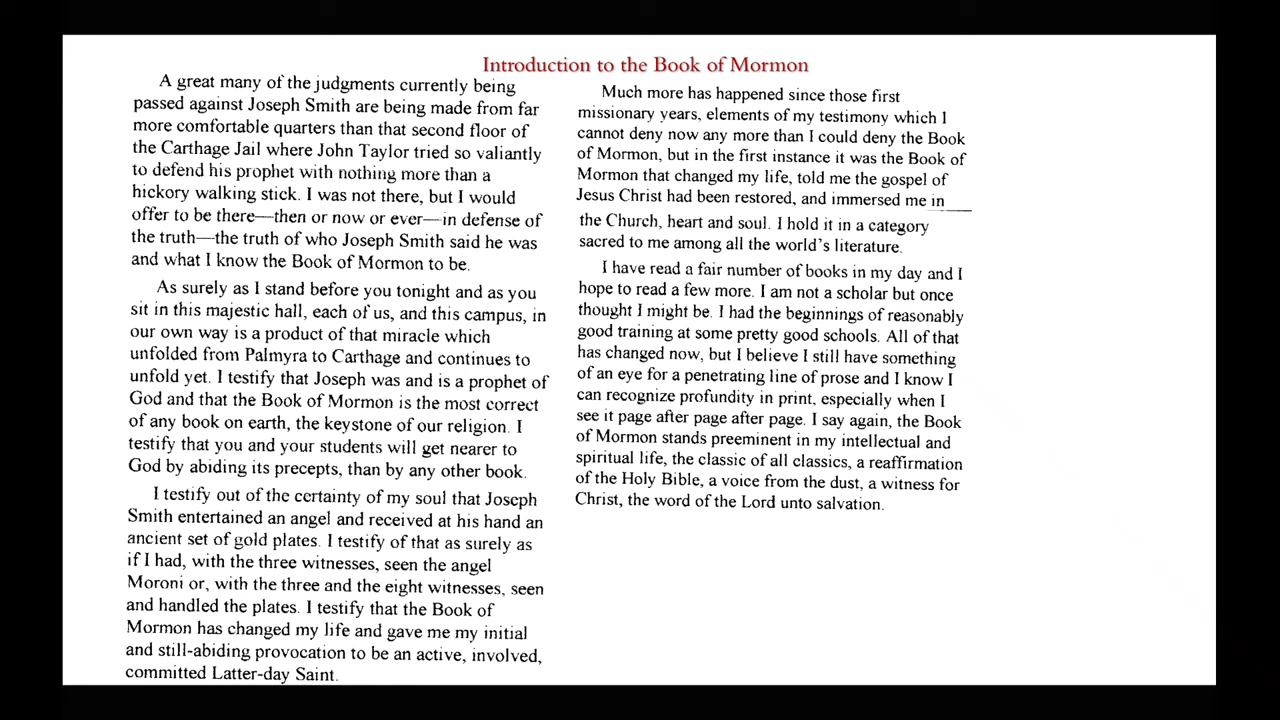 Introduction to the Book of Mormon
A great many of the judgments currently being
passed against Joseph Smith are being made from far
more comfortable quarters than that second floor of
the Carthage Jail where John Taylor tried so valiantly
to defend his prophet with nothing more than a
hickory walking stick. I was not there, but I would
offer to be there—then or now or ever—in defense of
the truth—the truth of who Joseph Smith said he was
and what I know the Book of Mormon to be.
As surely as I stand before you tonight and as you
sit in this majestic hall, each of us, and this campus, in
our own way is a product of that miracle which
unfolded from Palmyra to Carthage and continues to
unfold yet. I testify that Joseph was and is a prophet of
God and that the Book of Mormon is the most correct
of any book on earth, the keystone of our religion. I
testify that you and your students will get nearer to
God by abiding its precepts, than by any other book.
I testify out of the certainty of my soul that Joseph
Smith entertained an angel and received at his hand an
ancient set of gold plates. I testify of that as surely as
if I had, with the three witnesses, seen the angel
Moroni or, with the three and the eight witnesses, seen
and handled the plates. I testify that the Book of
Mormon has changed my life and gave me my initial
and still-abiding provocation to be an active, involved,
committed Latter-day Saint.
Much more has happened since those first
missionary years, elements of my testimony which I
cannot deny now any more than I could deny the Book
of Mormon, but in the first instance it was the Book of
Mormon that changed my life, told me the gospel of
Jesus Christ had been restored, and immersed me in
the Church, heart and soul. I hold it in a category
sacred to me among all the world's literature.
I have read a fair number of books in my day and I
hope to read a few more. I am not a scholar but once
thought I might be. I had the beginnings of reasonably
good training at some pretty good schools. All of that
has changed now, but I believe I still have something
of an eye for a penetrating line of prose and I know I
can recognize profundity in print, especially when I
see it page after page after page. I say again, the Book
of Mormon stands preeminent in my intellectual and
spiritual life, the classic of all classics, a reaffirmation
of the Holy Bible, a voice from the dust, a witness for
Christ, the word of the Lord unto salvation.